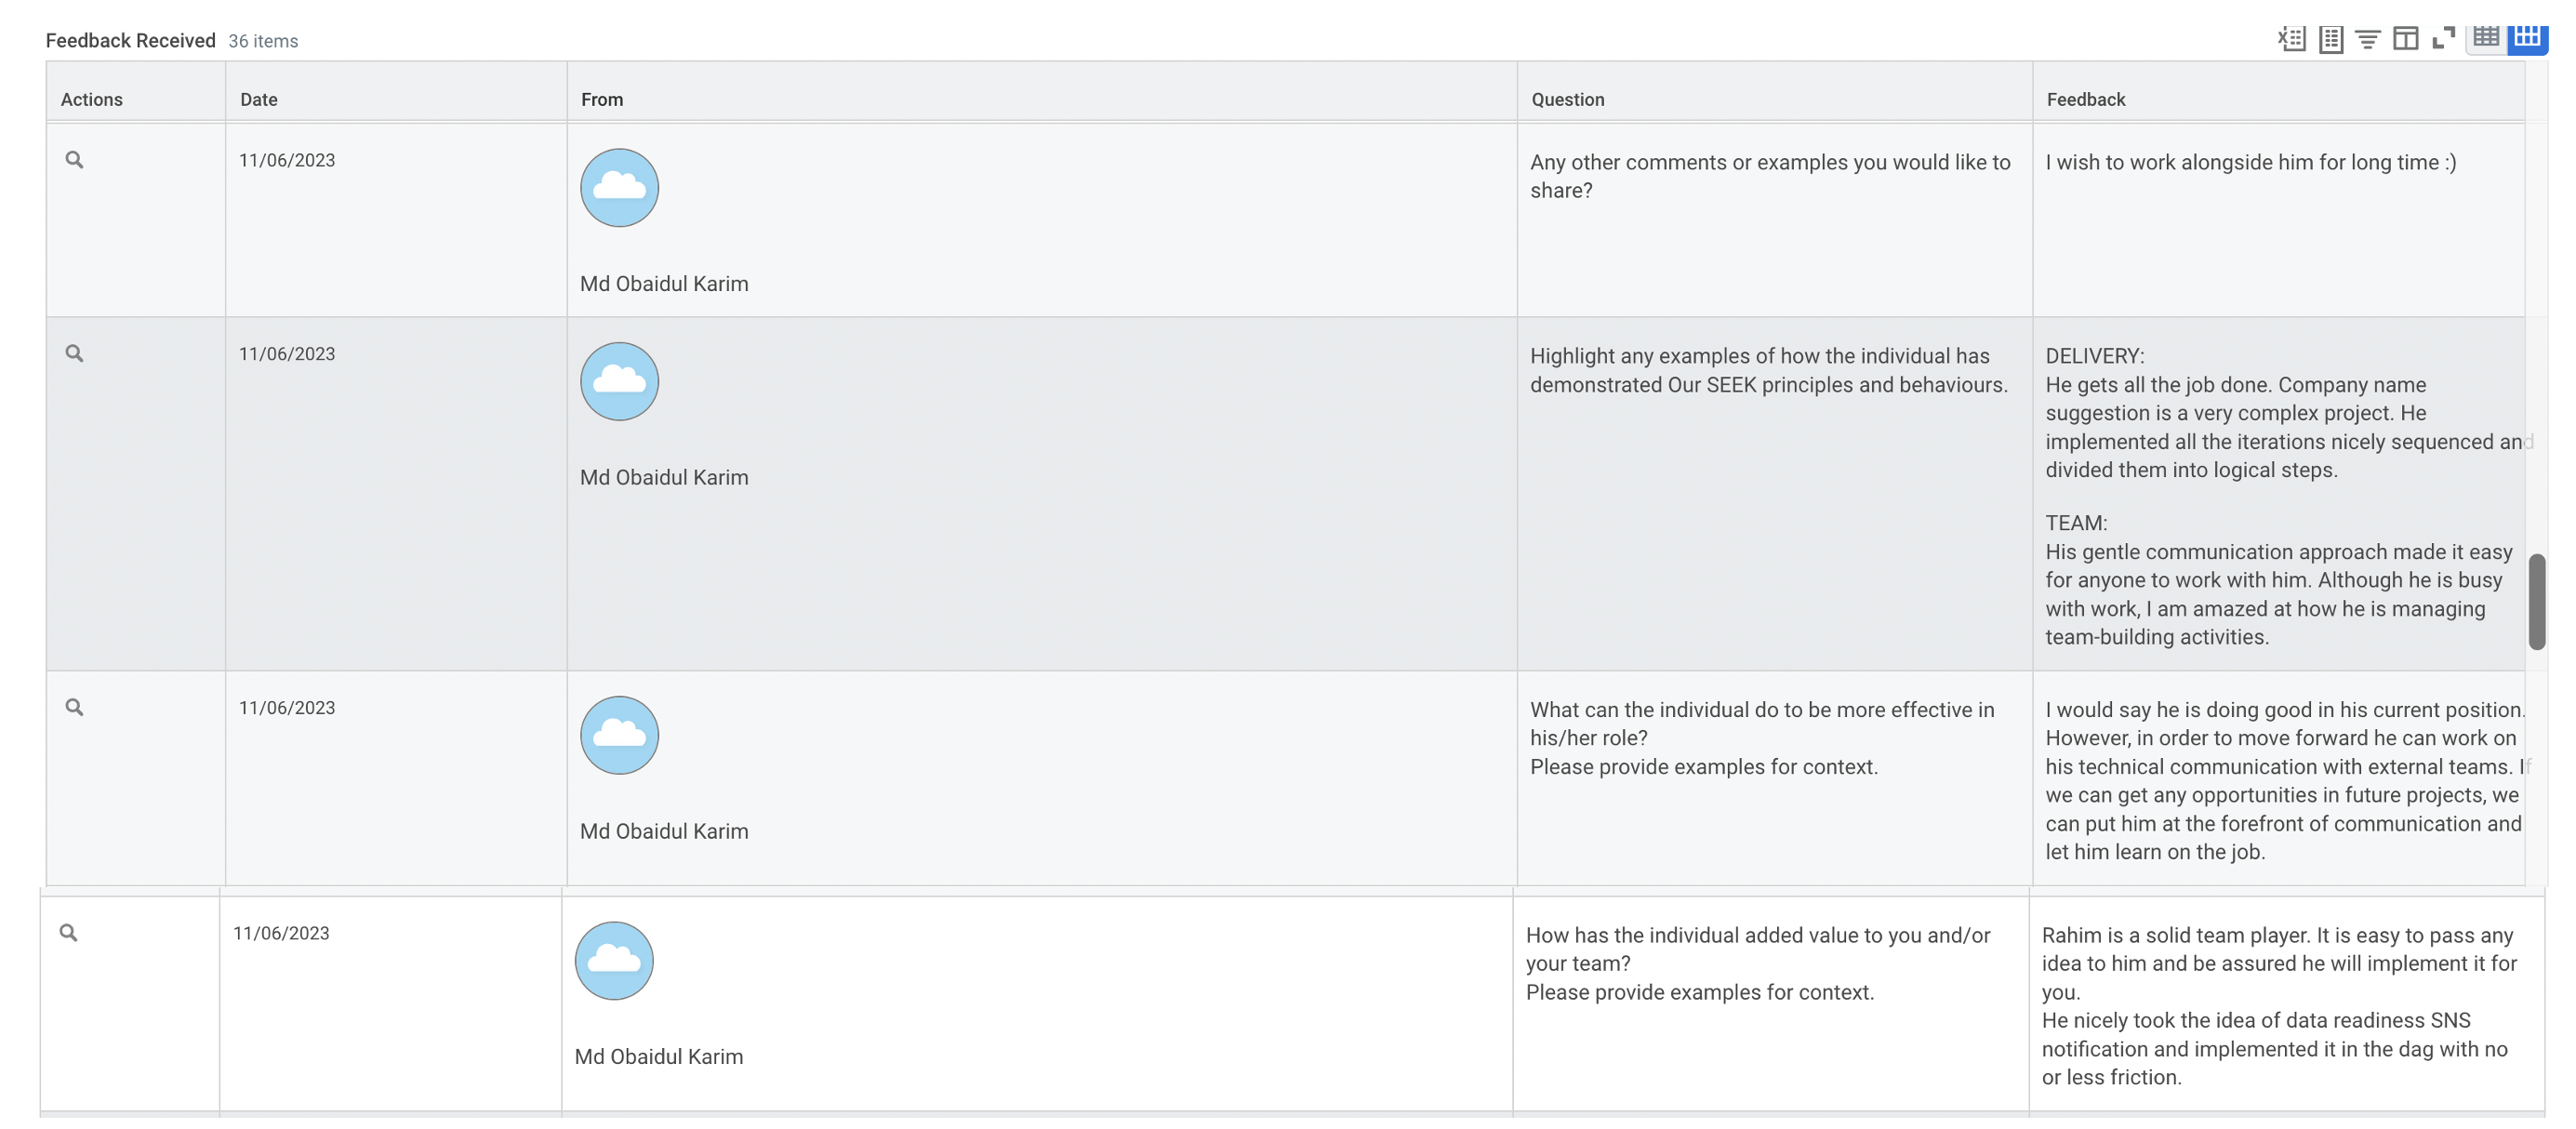 Feedback Received 36 items
Actions Date From Question Feedback
11/06/2023
Md Obaidul Karim
Any other comments or examples you would like to
share?
I wish to work alongside him for long time :)
11/06/2023
Md Obaidul Karim
Highlight any examples of how the individual has
demonstrated Our SEEK principles and behaviours.
DELIVERY:
He gets all the job done. Company name
suggestion is a very complex project. He
implemented all the iterations nicely sequenced and
divided them into logical steps.
TEAM:
His gentle communication approach made it easy
for anyone to work with him. Although he is busy
with work, I am amazed at how he is managing
team-building activities.
11/06/2023
Md Obaidul Karim
What can the individual do to be more effective in
his/her role?
Please provide examples for context.
I would say he is doing good in his current position.
However, in order to move forward he can work on
his technical communication with external teams. If
we can get any opportunities in future projects, we
can put him at the forefront of communication and
let him learn on the job.
11/06/2023
Md Obaidul Karim
How has the individual added value to you and/or
your team?
Please provide examples for context.
Rahim is a solid team player. It is easy to pass any
idea to him and be assured he will implement it for
you.
He nicely took the idea of data readiness SNS
notification and implemented it in the dag with no
or less friction.